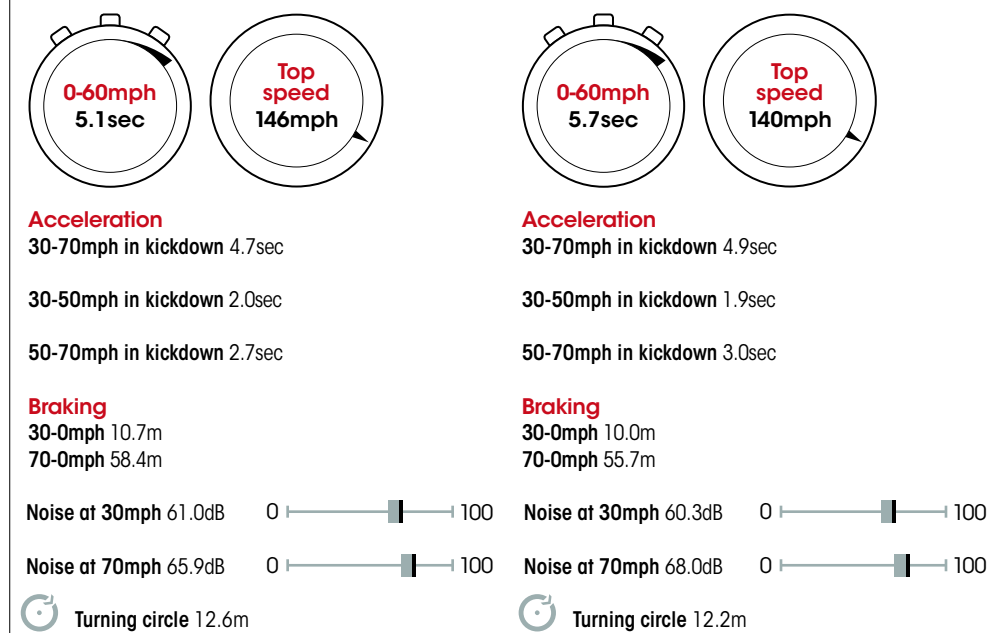 0-60mph
5.1sec
Top
speed
146mph
Acceleration
30-70mph in kickdown 4.7sec
30-50mph in kickdown 2.0sec
50-70mph in kickdown 2.7sec
Braking
30-0mph 10.7m
70-0mph 58.4m
Noise at 30mph 61.0dB 0 100
Noise at 70mph 65.9dB 0 100
Turning circle 12.6m
0-60mph
5.7sec
Top
speed
140mph
Acceleration
30-70mph in kickdown 4.9sec
30-50mph in kickdown 1.9sec
50-70mph in kickdown 3.0sec
Braking
30-0mph 10.0m
70-0mph 55.7m
Noise at 30mph 60.3dB 0 100
Noise at 70mph 68.0dB 0 100
Turning circle 12.2m